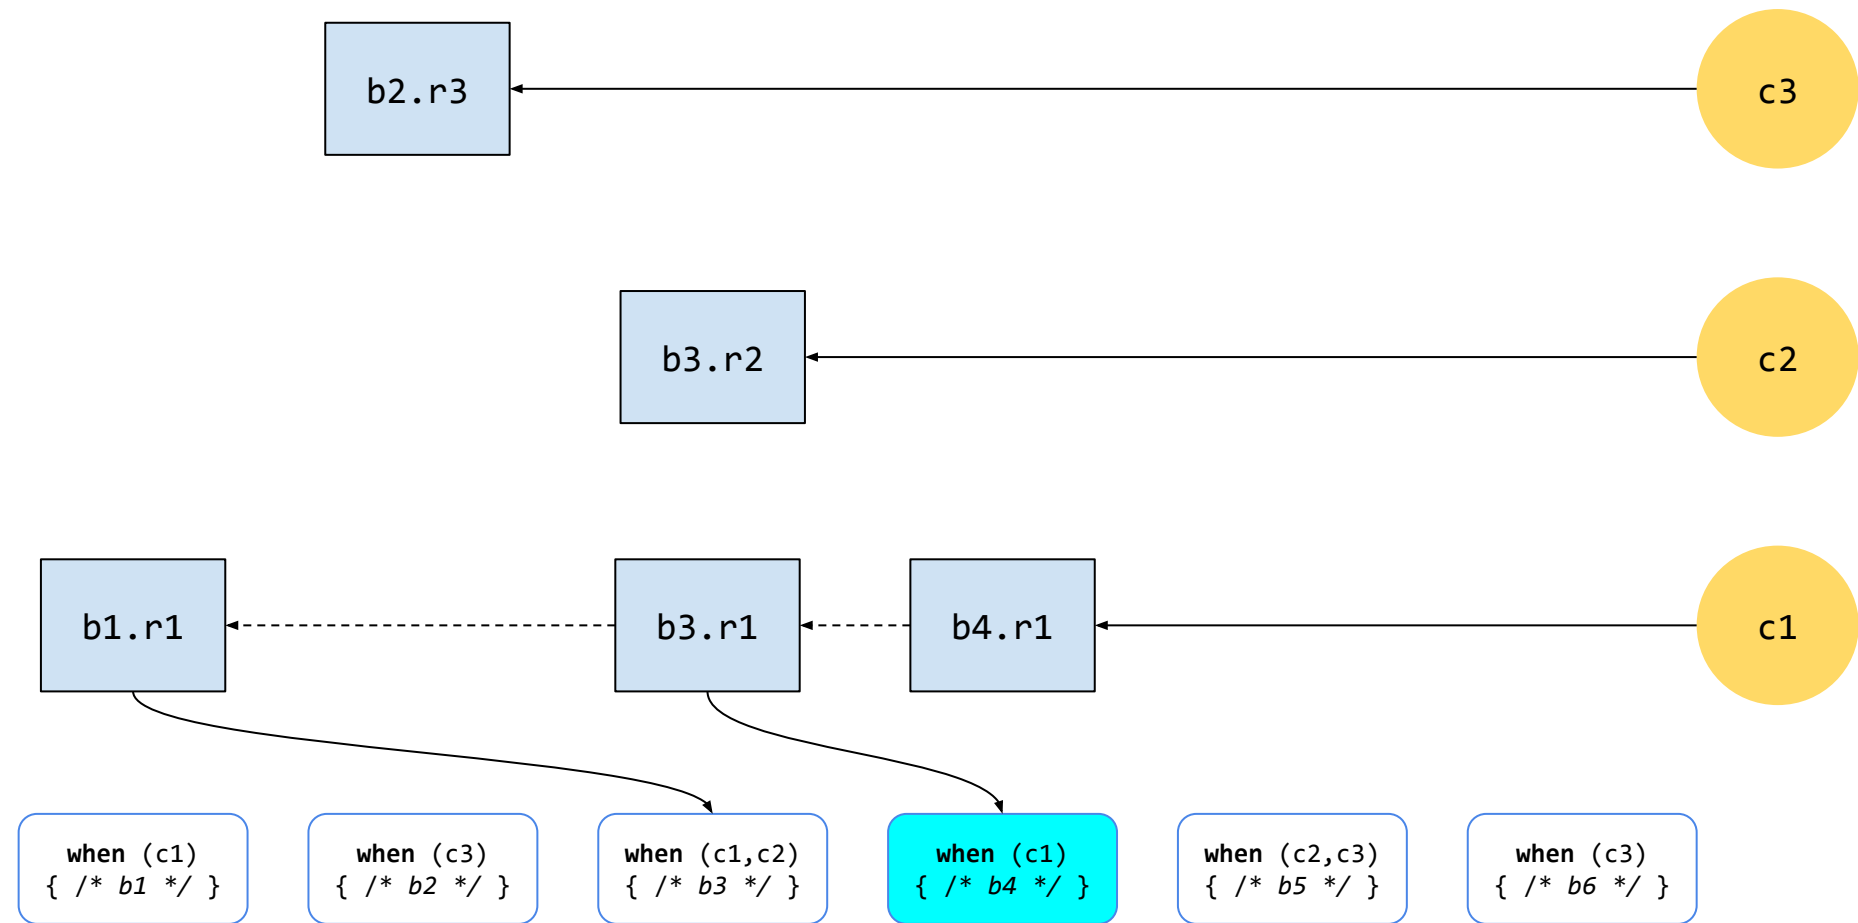 b2.r3
c3
b3.r2
c2
b1.r1
b3.r1
b4.r1
c1
when (c1)
{ /* b1 */ }
when (c3)
{ /* b2 */ }
when (c1,c2)
{ /* b3 */ }
when (c1)
{ /* b4 */ }
when (c2,c3)
{ /* b5 */ }
when (c3)
{ /* b6 */ }